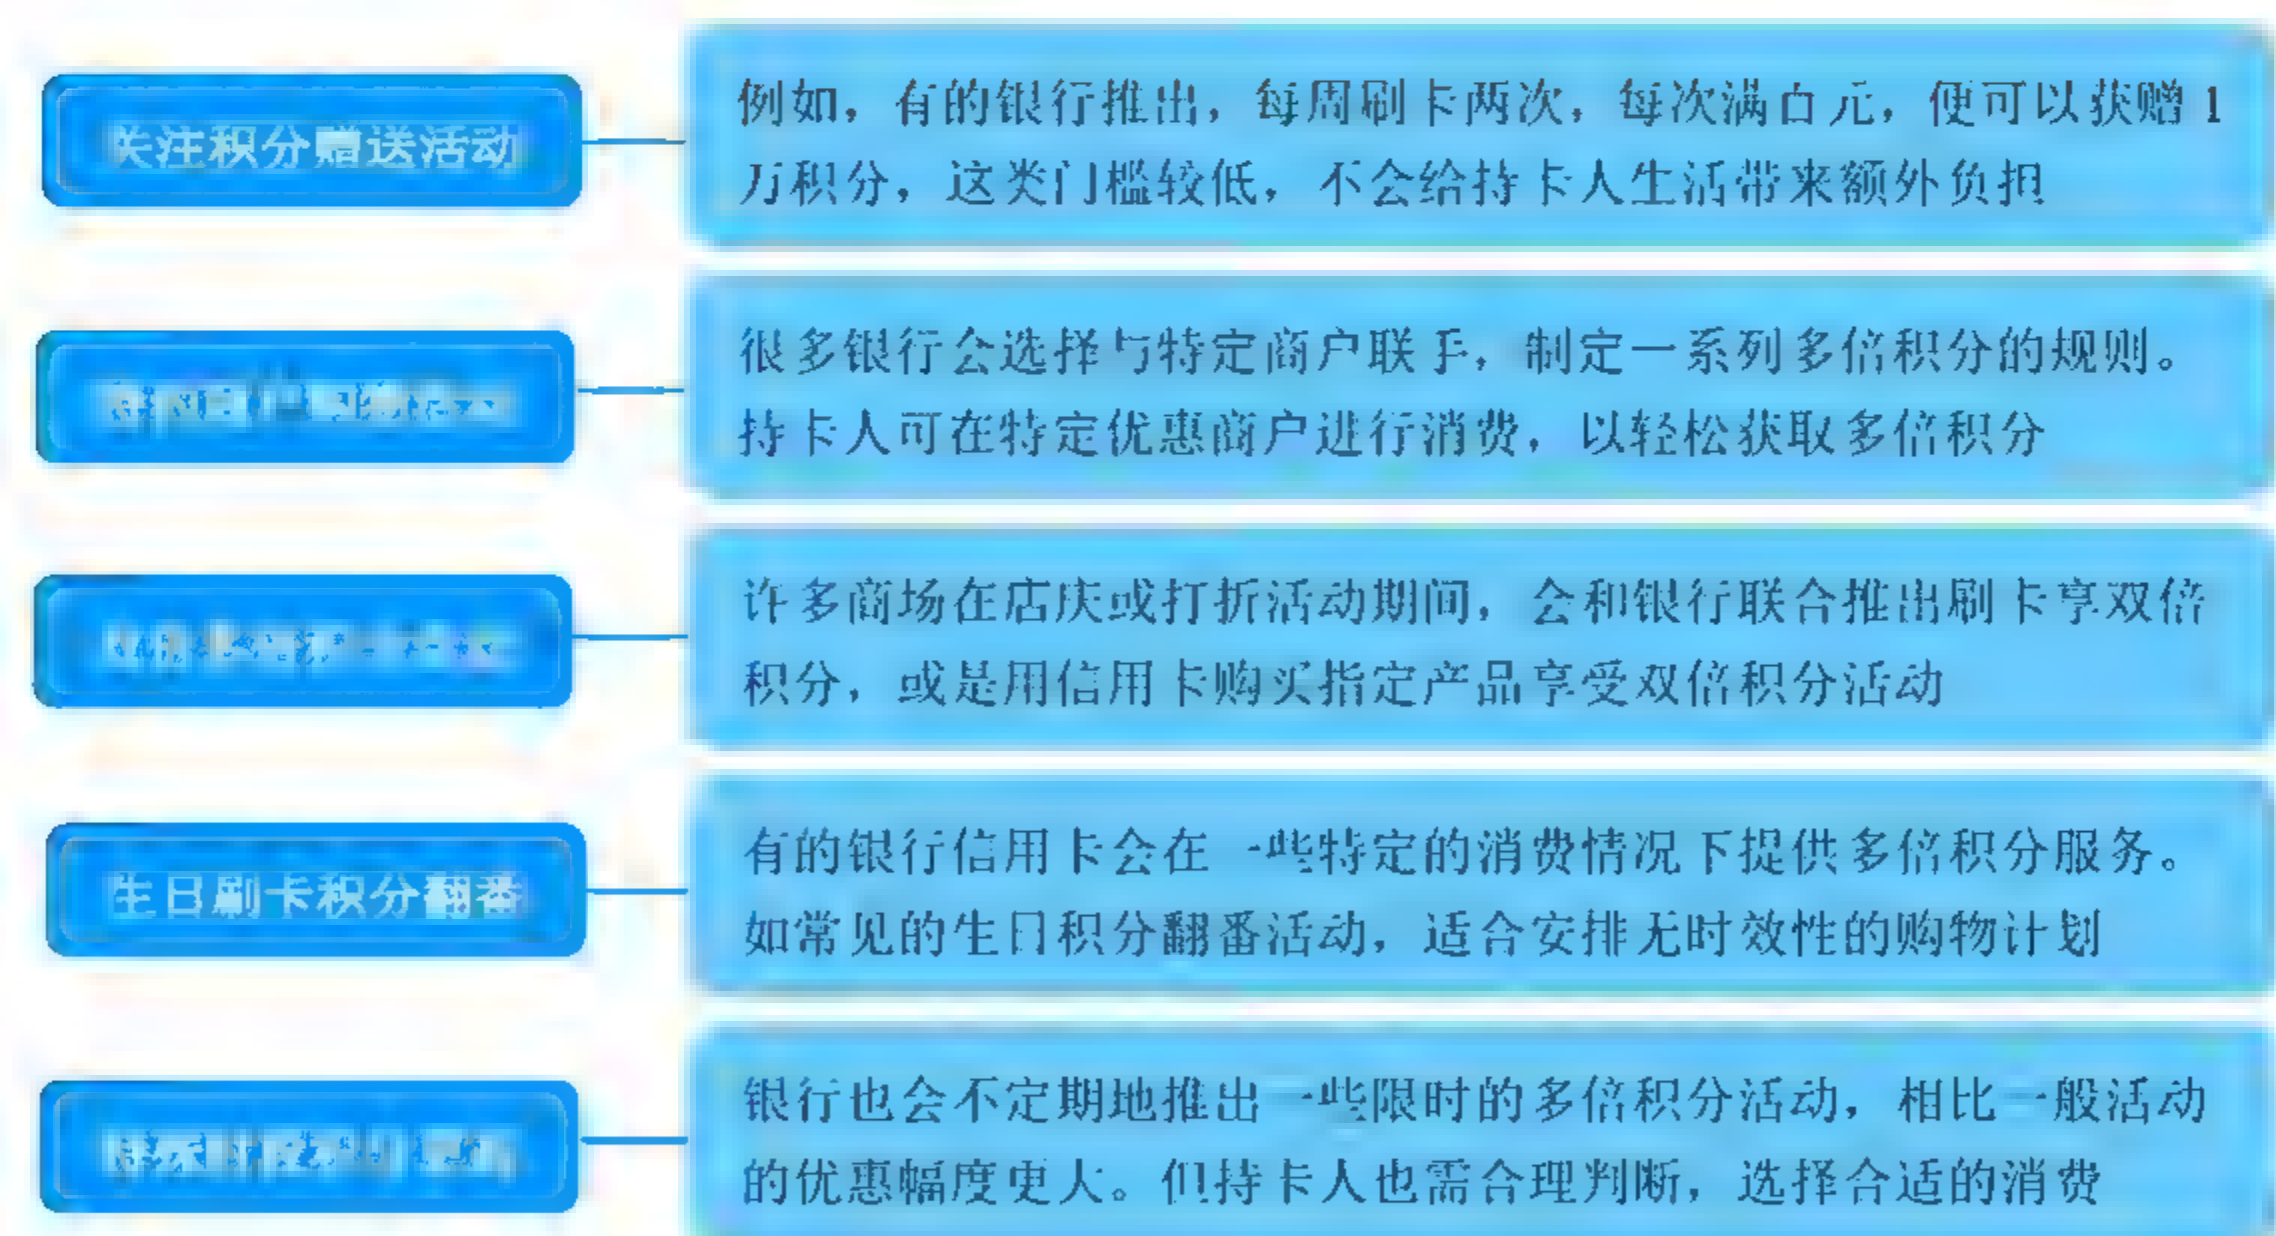 关注积分赠送活动
例如，有的银行推出，每周刷卡两次，每次满百元，便可以获赠 1
万积分，这类门槛较低，不会给持卡人生活带来额外负担
很多银行会选择与特定商户联手，制定一系列多倍积分的规则。
持卡人可在特定优惠商户进行消费，以轻松获取多倍积分
许多商场在店庆或打折活动期间，会和银行联合推出刷卡享双倍
积分，或是用信用卡购买指定产品享受双倍积分活动
生日刷卡积分翻番
有的银行信用卡会在一些特定的消费情况下提供多倍积分服务。
如常见的生日积分翻番活动，适合安排无时效性的购物计划
银行也会不定期地推出一些限时的多倍积分活动，相比一般活动
的优惠幅度更大。但持卡人也需合理判断，选择合适的消费